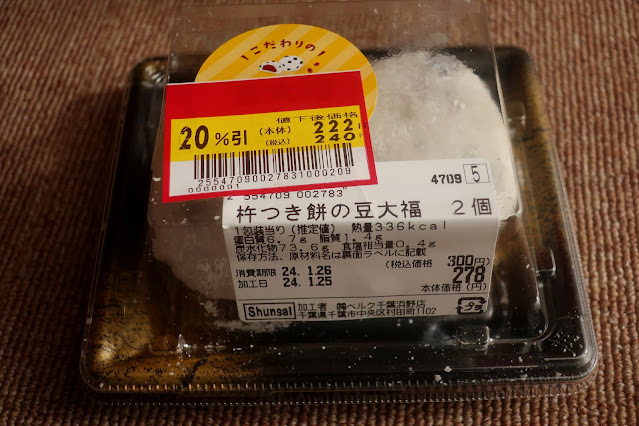 こだわりの
20%引
値下後価格
(本体) 222
(税込) 240
2554709000278310002​09
0000001
2 554709 002783
4709 5
杵つき餅の豆大福 2個
1包装当り(推定値) 熱量336kcal
蛋白質6.7g 脂質1.4g
炭水化物73.6g 食塩相当量0.4g
保存方法、原材料名は裏面ラベルに記載
(税込価格 300円)
消費期限 24.1.26
278
加工日 24.1.25
本体価格(円)
Shunsai 加工者 ㈱ベルク千葉浜野店
千葉県千葉市中央区村田町1102
プラ